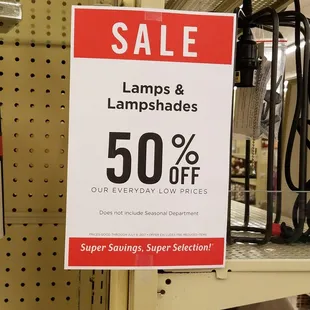 SALE
Lamps &
Lampshades
50% OFF
OUR EVERYDAY LOW PRICES
Does not include Seasonal Department
Super Savings, Super Selection!